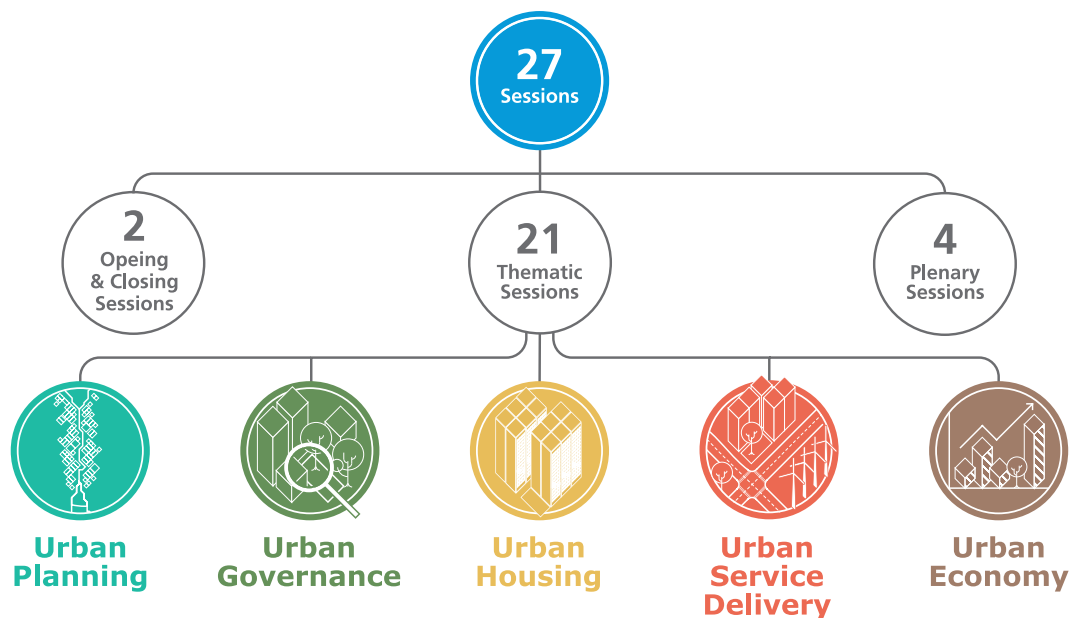 27
Sessions
2
Opeing
& Closing
Sessions
21
Thematic
Sessions
4
Plenary
Sessions
Urban
Planning
Urban
Governance
Urban
Housing
Urban
Service
Delivery
Urban
Economy